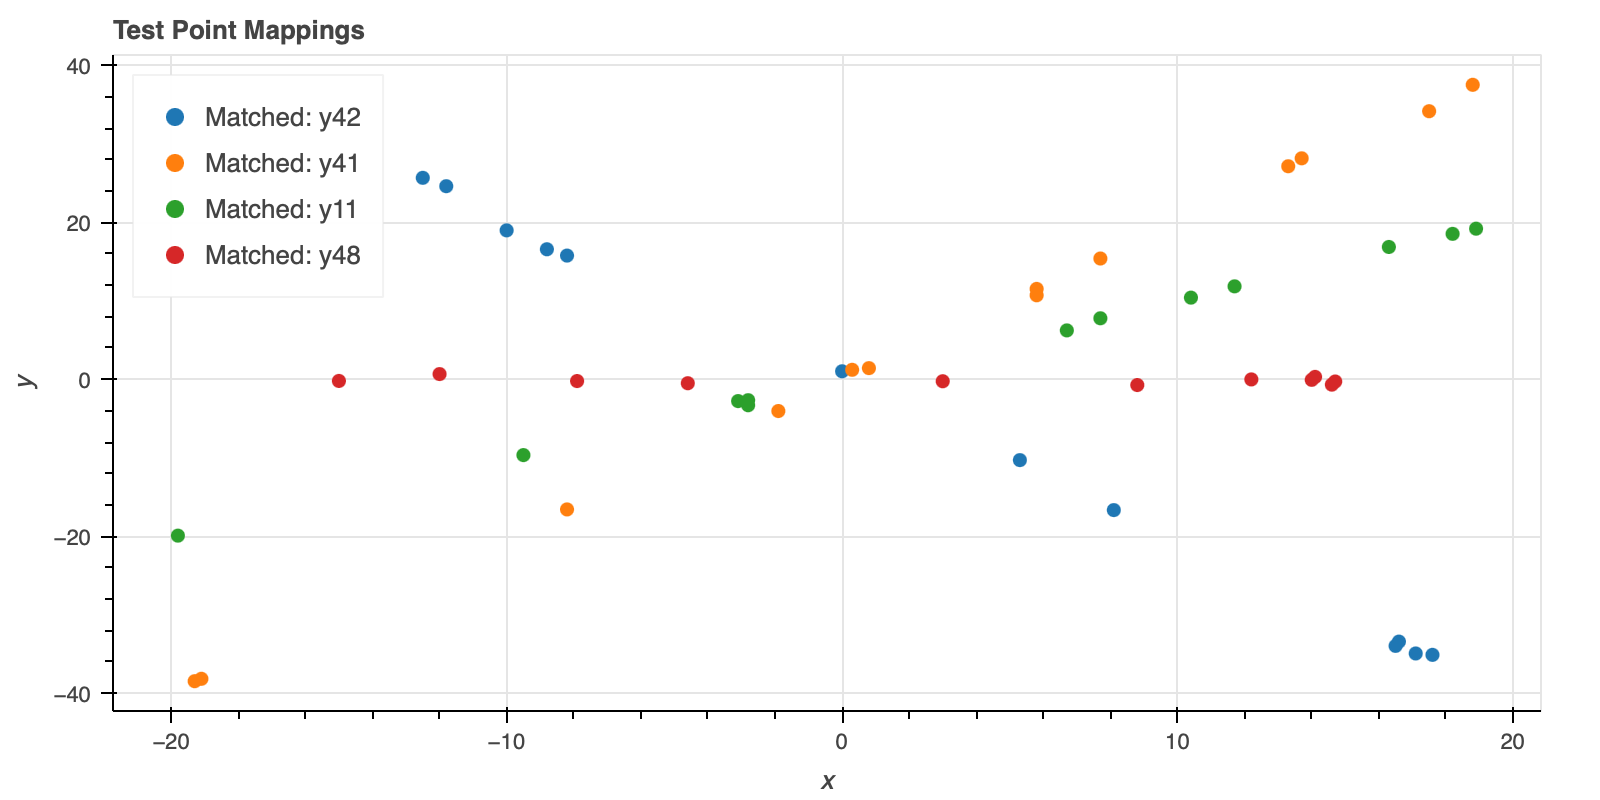 Test Point Mappings
Matched: y42
Matched: y41
Matched: y11
Matched: y48
40
20
0
−20
−40
y
−20
−10
0
10
20
x